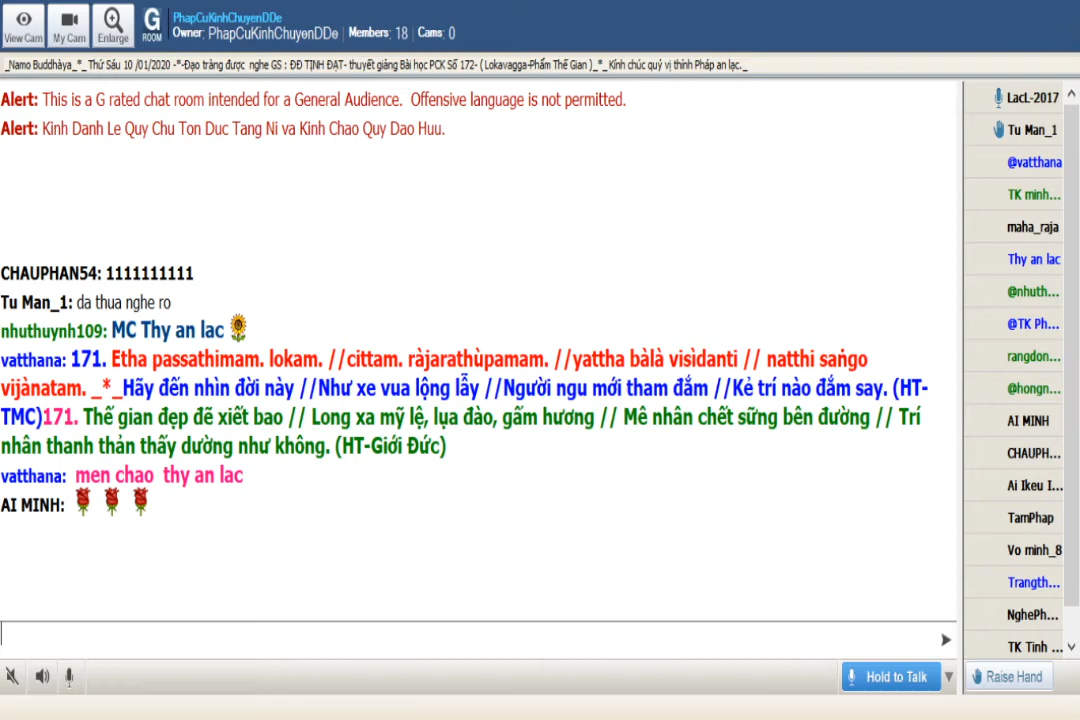 View Cam
My Cam
Enlarge
G
ROOM
PhapCuKinhChuyenDDe
Owner: PhapCuKinhChuyenDDe | Members: 18 | Cams: 0
_Namo Buddhàya_*_ Thứ Sáu 10 /01/2020 -*-Đạo tràng được nghe GS : ĐĐ TỊNH ĐẠT- thuyết giảng Bài học PCK Số 172- ( Lokavagga-Phẩm Thế Gian )_*_ Kính chúc quý vị thính Pháp an lạc._
Alert: This is a G rated chat room intended for a General Audience. Offensive language is not permitted.
Alert: Kinh Danh Le Quy Chu Ton Duc Tang Ni va Kinh Chao Quy Dao Huu.
CHAUPHAN54: 1111111111
Tu Man_1: da thua nghe ro
nhuthuynh109: MC Thy an lac
vatthana: 171. Etha passathimam. lokam. //cittam. ràjarathùpamam. //yattha bàlà visìdanti // natthi saṅgo
vijànatam. _*_Hãy đến nhìn đời này //Như xe vua lộng lẫy //Người ngu mới tham đắm //Kẻ trí nào đắm say. (HT-
TMC)171. Thế gian đẹp đẽ xiết bao // Long xa mỹ lệ, lụa đào, gấm hương // Mê nhân chết sững bên đường // Trí
nhân thanh thản thấy dường như không. (HT-Giới Đức)
vatthana: men chao thy an lac
AI MINH:
LacL-2017
Tu Man_1
@vatthana
TK minh...
maha_raja
Thy an lac
@nhuth...
@TK Ph...
rangdon...
@hongn...
AI MINH
CHAUPH...
Ai Ikeu I...
TamPhap
Vo minh_8
Trangth...
NghePh...
TK Tinh ...
Hold to Talk
Raise Hand